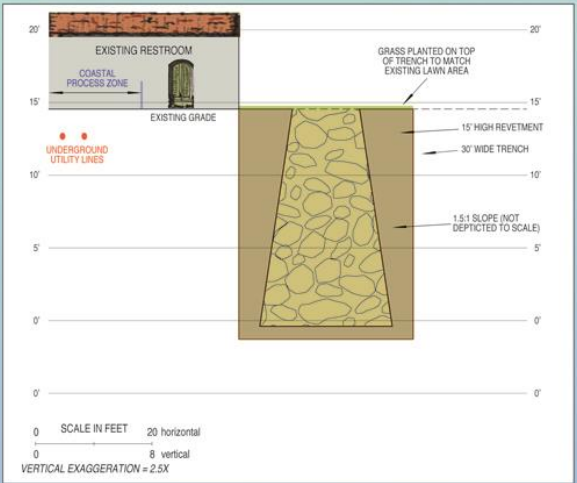 20'
20'
EXISTING RESTROOM
GRASS PLANTED ON TOP
OF TRENCH TO MATCH
EXISTING LAWN AREA
COASTAL
PROCESS ZONE
15'
15'
EXISTING GRADE
15' HIGH REVETMENT
UNDERGROUND
UTILITY LINES
30' WIDE TRENCH
10'
10'
1.5:1 SLOPE (NOT
DEPTICTED TO SCALE)
5'
5'
0'
0'
0'
0'
0 SCALE IN FEET 20 horizontal
0 8 vertical
VERTICAL EXAGGERATION = 2.5X